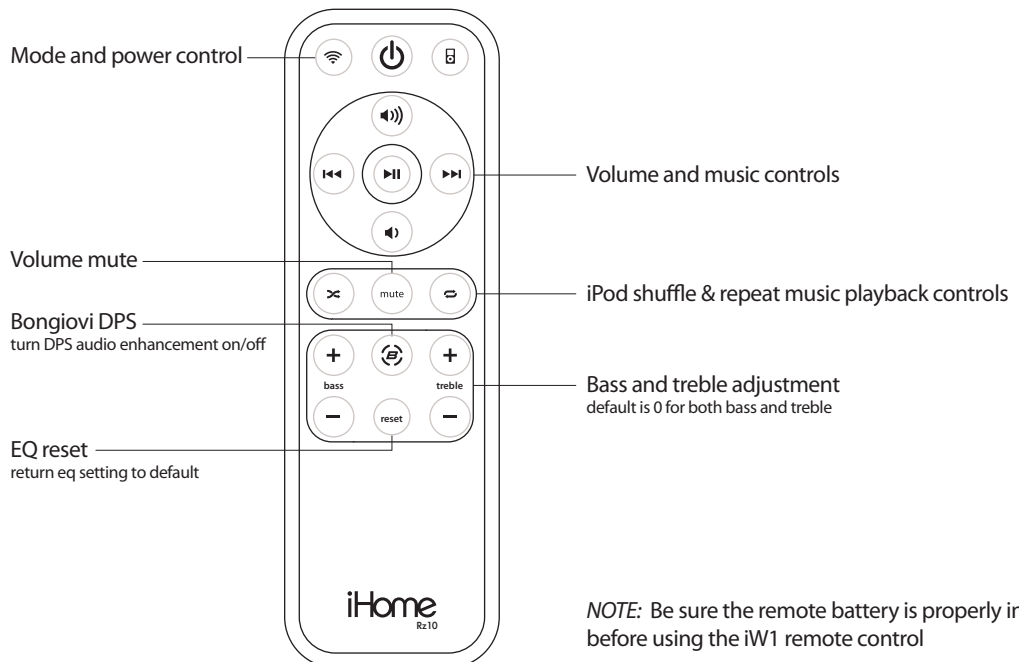 Mode and power control
Volume and music controls
Volume mute
mute
iPod shuffle & repeat music playback controls
Bongiovi DPS
turn DPS audio enhancement on/off
bass
treble
Bass and treble adjustment
default is 0 for both bass and treble
reset
EQ reset
return eq setting to default
iHome
Rz10
NOTE: Be sure the remote battery is properly
before using the iW1 remote control